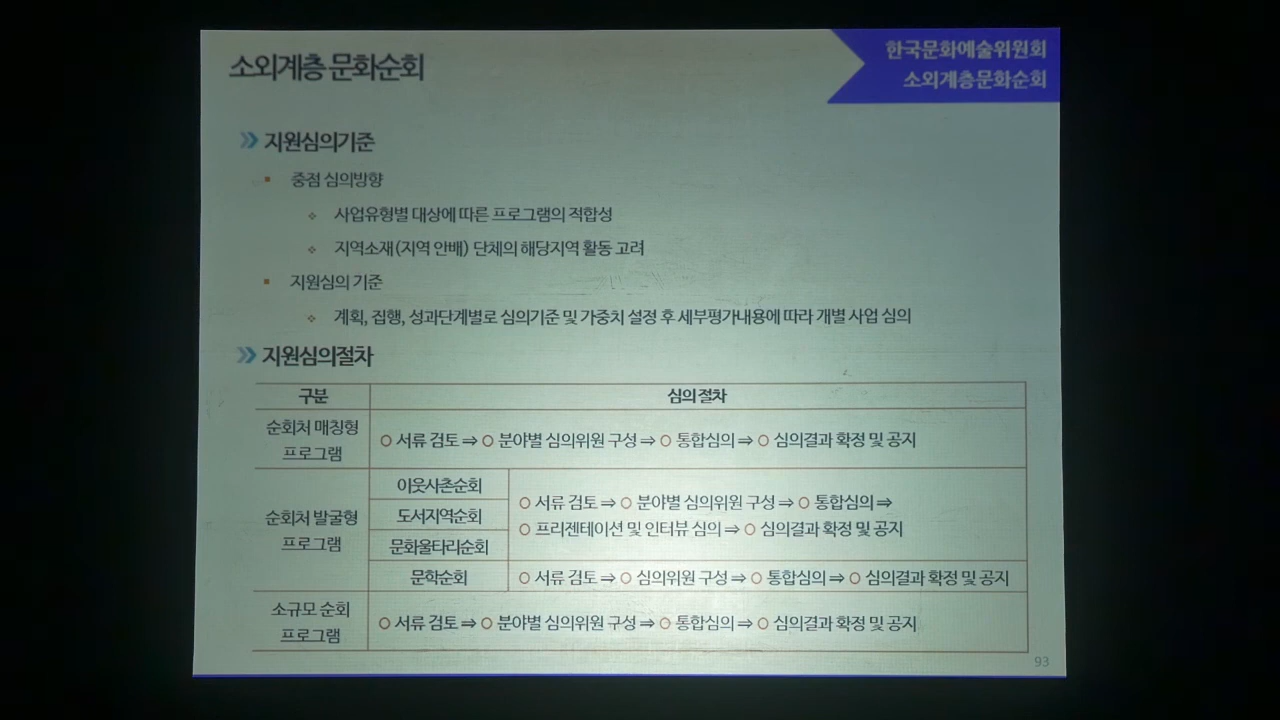 소외계층 문화순회
한국문화예술위원회
소외계층문화순회
지원심의기준
중점 심의방향
사업유형별 대상에 따른 프로그램의 적합성
지역소재(지역 안배) 단체의 해당지역 활동 고려
지원심의 기준
계획, 집행, 성과단계별로 심의기준 및 가중치 설정 후 세부평가내용에 따라 개별 사업 심의
지원심의절차
구분
심의 절차
순회처 매칭형
프로그램
○ 서류 검토 ⇒ ○ 분야별 심의위원 구성 ⇒ ○ 통합심의 ⇒ ○ 심의결과 확정 및 공지
순회처 발굴형
프로그램
이웃사촌순회
도서지역순회
문화울타리순회
○ 서류 검토 ⇒ ○ 분야별 심의위원 구성 ⇒ ○ 통합심의 ⇒
○ 프리젠테이션 및 인터뷰 심의 ⇒ ○ 심의결과 확정 및 공지
문학순회
○ 서류 검토 ⇒ ○ 심의위원 구성 ⇒ ○ 통합심의 ⇒ ○ 심의결과 확정 및 공지
소규모 순회
프로그램
○ 서류 검토 ⇒ ○ 분야별 심의위원 구성 ⇒ ○ 통합심의 ⇒ ○ 심의결과 확정 및 공지
93